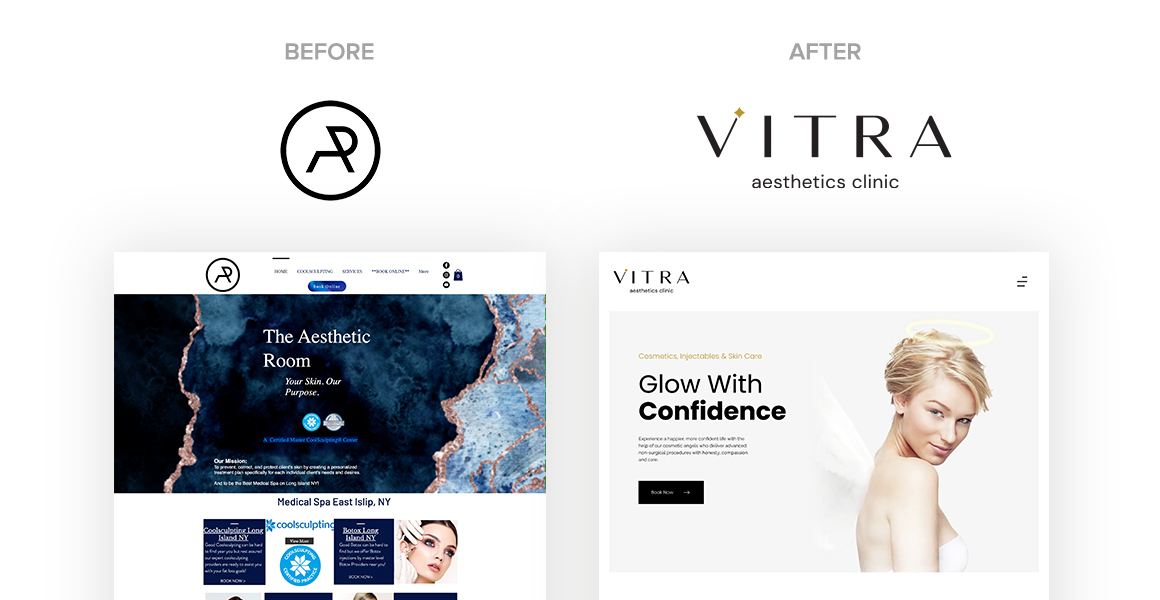 BEFORE
AR
The Aesthetic
Room
HOME
COOLSCULPTING
SERVICES
**BOOK ONLINE**
More
0
Book Online
Your Skin. Our
Purpose.
A Certified Master CoolSculpting® Center
Our Mission:
To prevent, correct, and protect client's skin by creating a personalized
treatment plan specifically for each individual client's needs and desires.
And to be the Best Medical Spa on Long Island NY!
Medical Spa East Islip, NY
Coolsculpting Long
Island NY
Good Coolsculpting can be hard
to find year you but rest around
our expert coolsculpting
providers are ready to assist you
with your fat loss goals!
BOOK NOW >
coolsculpting
View More
COOLSCULPTING
CERTIFIED PRACTICE
Botox Long
Island NY
Good Botox can be hard to
find but we offer Botox
injections by master level
Botox Providers near you!
BOOK NOW >
AFTER
VITRA
aesthetics clinic
VITRA
aesthetics clinic
Cosmetics, Injectables & Skin Care
Glow With
Confidence
Experience a happier, more confident life with the
help of our cosmetic angels who deliver advanced
non-surgical procedures with honesty, compassion
and care.
Book Now